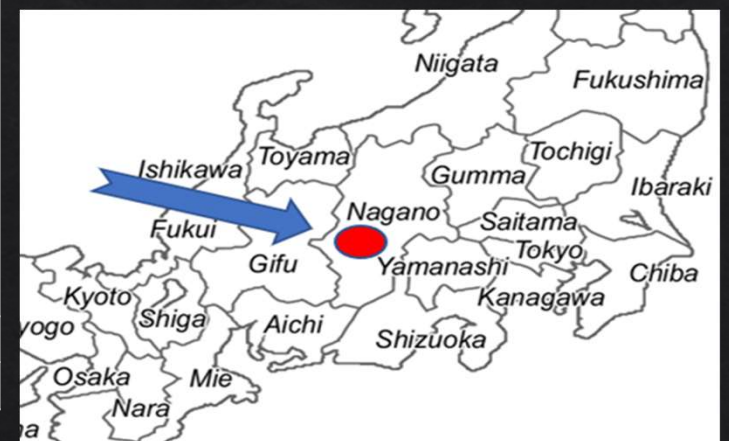 Niigata
Fukushima
Ishikawa
Toyama
Tochigi
Gumma
Ibaraki
Nagano
Saitama
Fukui
Tokyo
Gifu
Yamanashi
Chiba
Kyoto
Kanagawa
Shiga
Aichi
yogo
Shizuoka
Osaka
Mie
Nara
na